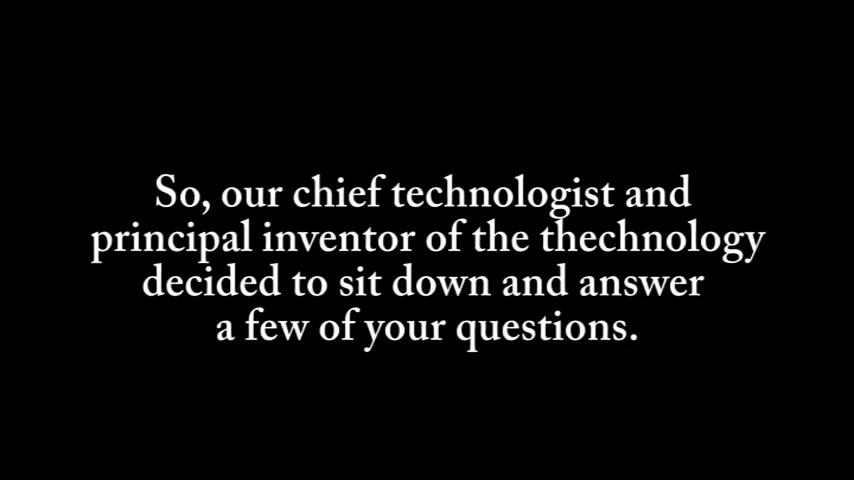 So, our chief technologist and
principal inventor of the thechnology
decided to sit down and answer
a few of your questions.